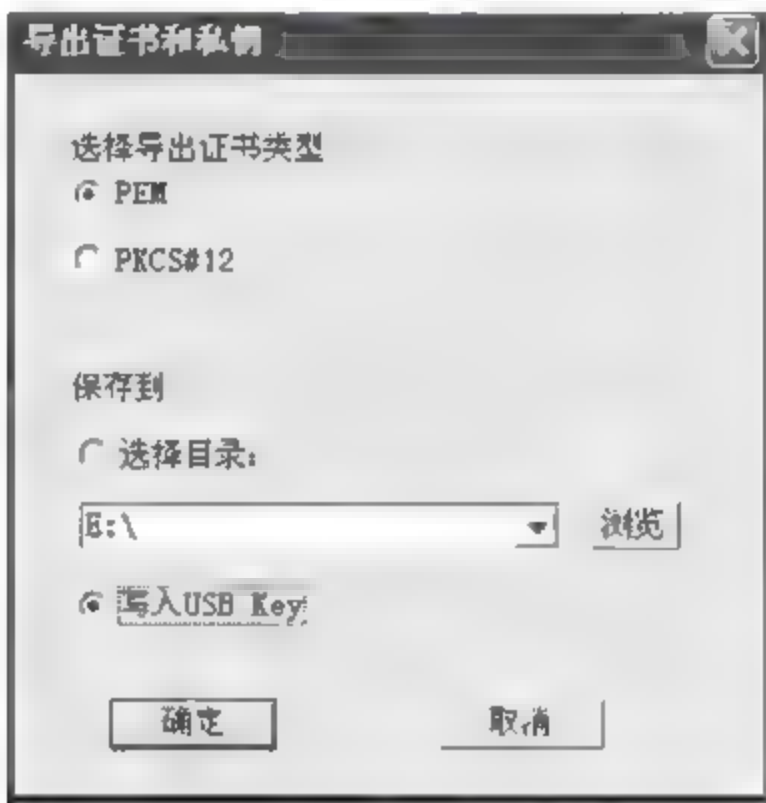 导出证书和私钥
选择导出证书类型
PEM
PKCS#12
保存到
选择目录:
E:\
浏览
写入USB Key
确定
取消